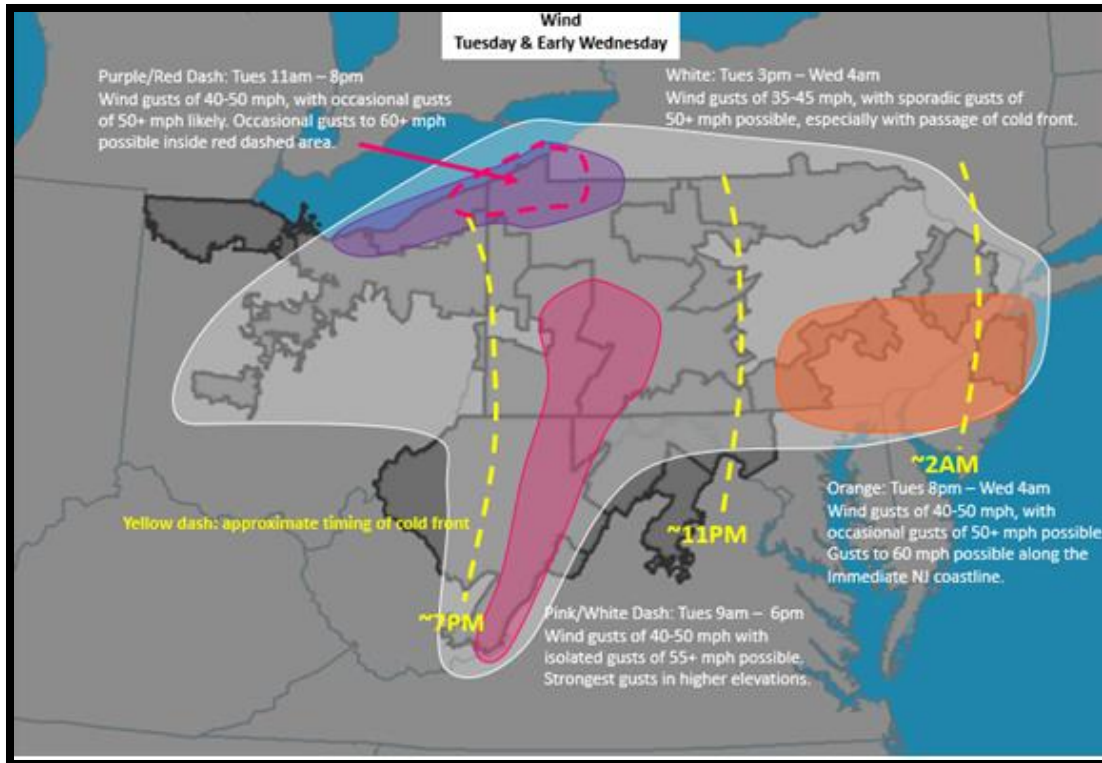 Wind
Tuesday & Early Wednesday
Purple/Red Dash: Tues 11am – 8pm
Wind gusts of 40-50 mph, with occasional gusts
of 50+ mph likely. Occasional gusts to 60+ mph
possible inside red dashed area.
White: Tues 3pm – Wed 4am
Wind gusts of 35-45 mph, with sporadic gusts of
50+ mph possible, especially with passage of cold front.
~2AM
Orange: Tues 8pm – Wed 4am
Wind gusts of 40-50 mph, with
occasional gusts of 50+ mph possible
Gusts to 60 mph possible along the
Immediate NJ coastline.
Yellow dash: approximate timing of cold front
~11PM
~7PM
Pink/White Dash: Tues 9am – 6pm
Wind gusts of 40-50 mph with
isolated gusts of 55+ mph possible.
Strongest gusts in higher elevations.